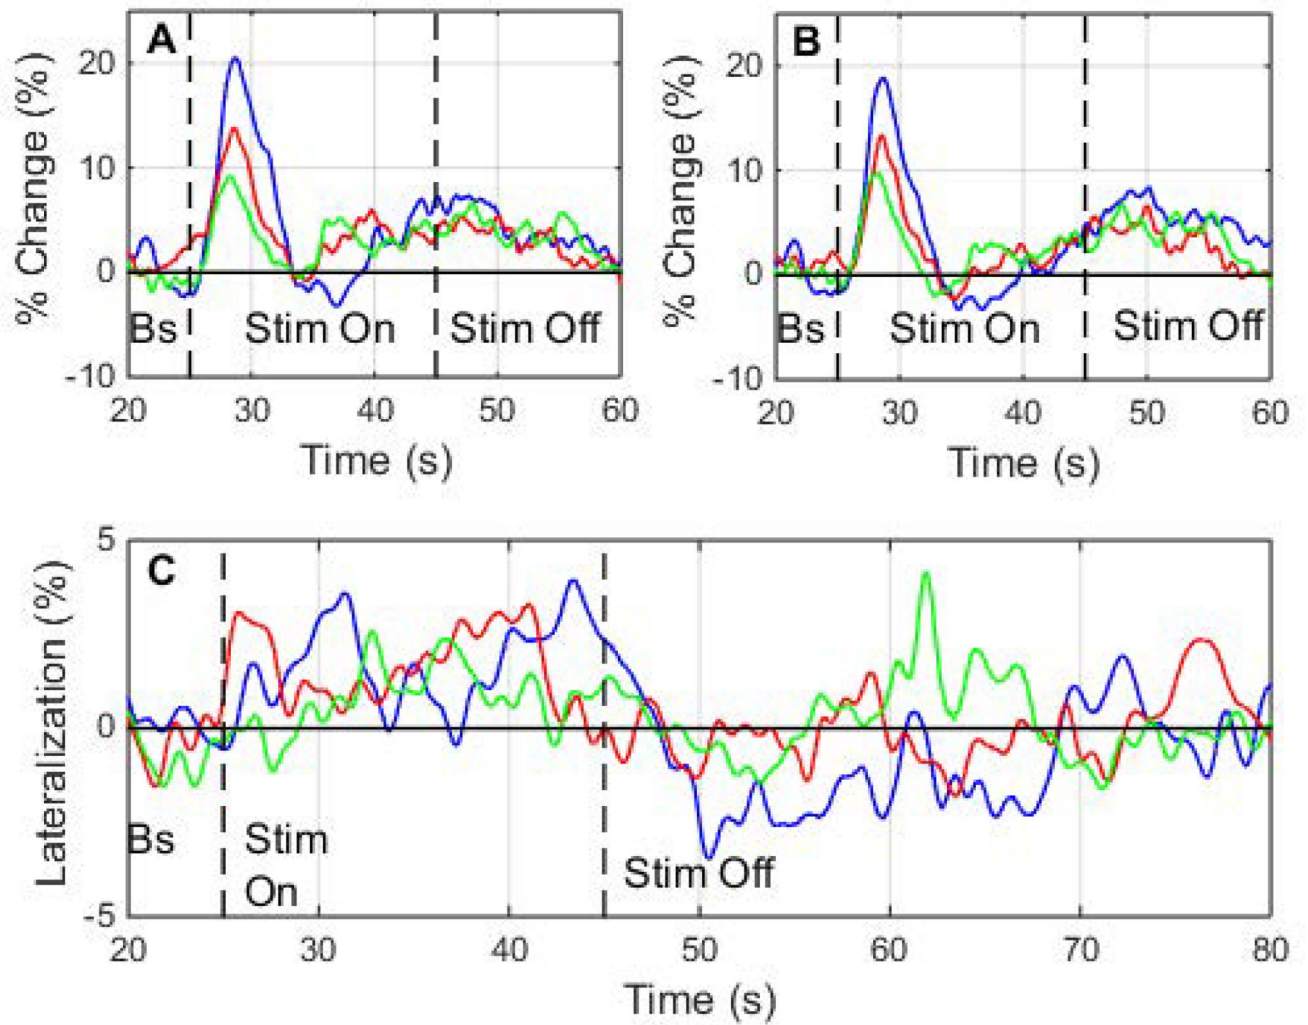 A
% Change (%)
20
10
0
-10
Bs
Stim On
Stim Off
20
30
40
50
60
Time (s)
B
% Change (%)
20
10
0
-10
Bs
Stim On
Stim Off
20
30
40
50
60
Time (s)
C
Lateralization (%)
5
0
-5
Bs
Stim
On
Stim Off
20
30
40
50
60
70
80
Time (s)